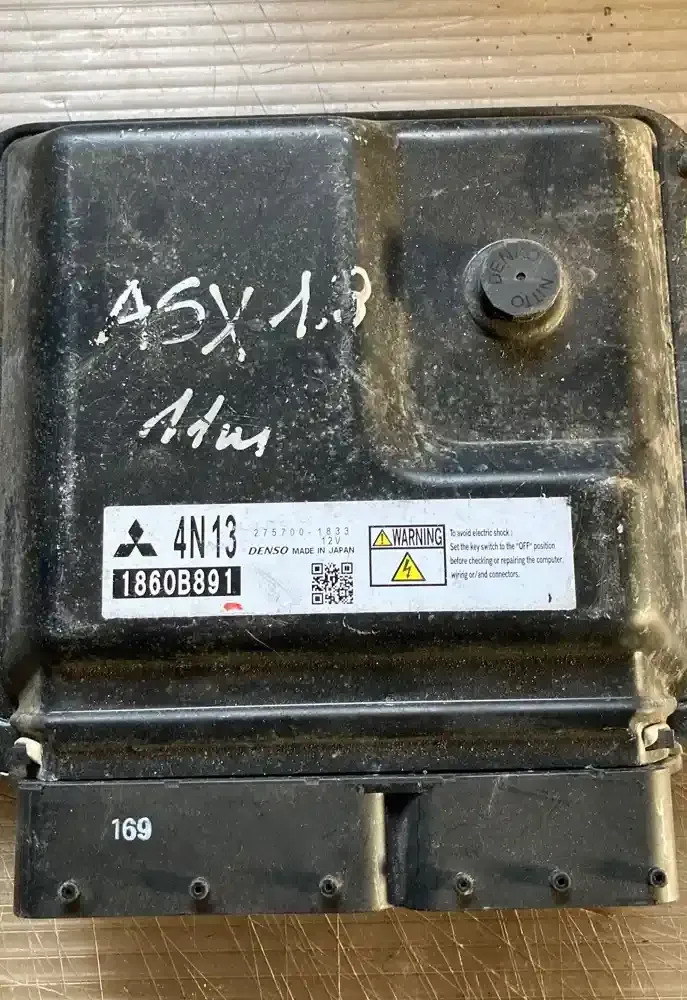 DENSO NITTO
ASX 1.8
4N13
275700-1833
12V
DENSO MADE IN JAPAN
1860B891
WARNING
To avoid electric shock :
Set the key switch to the "OFF" position
before checking or repairing the computer,
wiring or/and connectors.
169